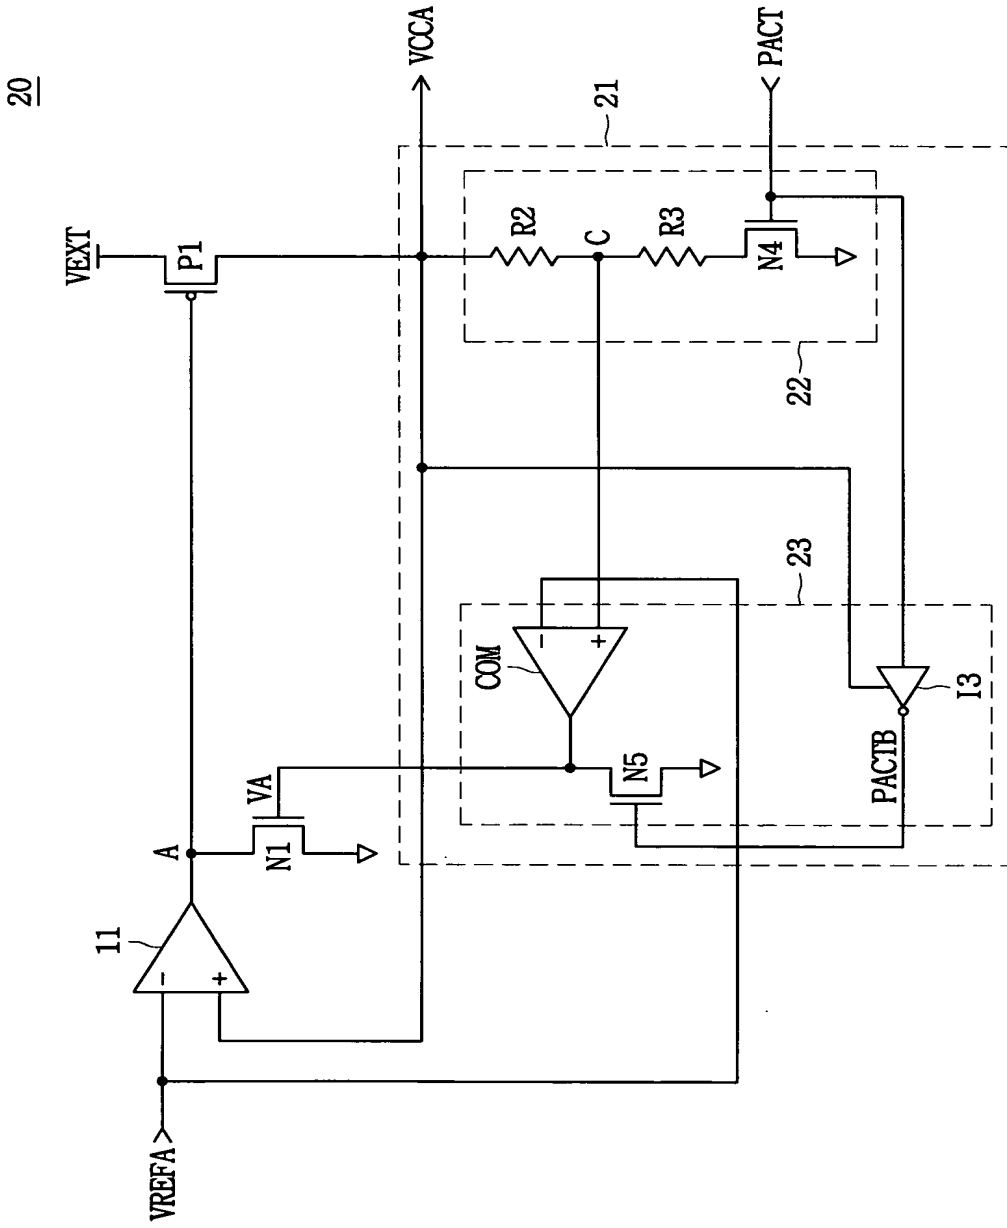 20
VEXT
P1
VCCA
21
PACT
R2
C
R3
N4
22
23
COM
−
+
N5
I3
PACTB
VA
A
N1
11
−
+
VREFA